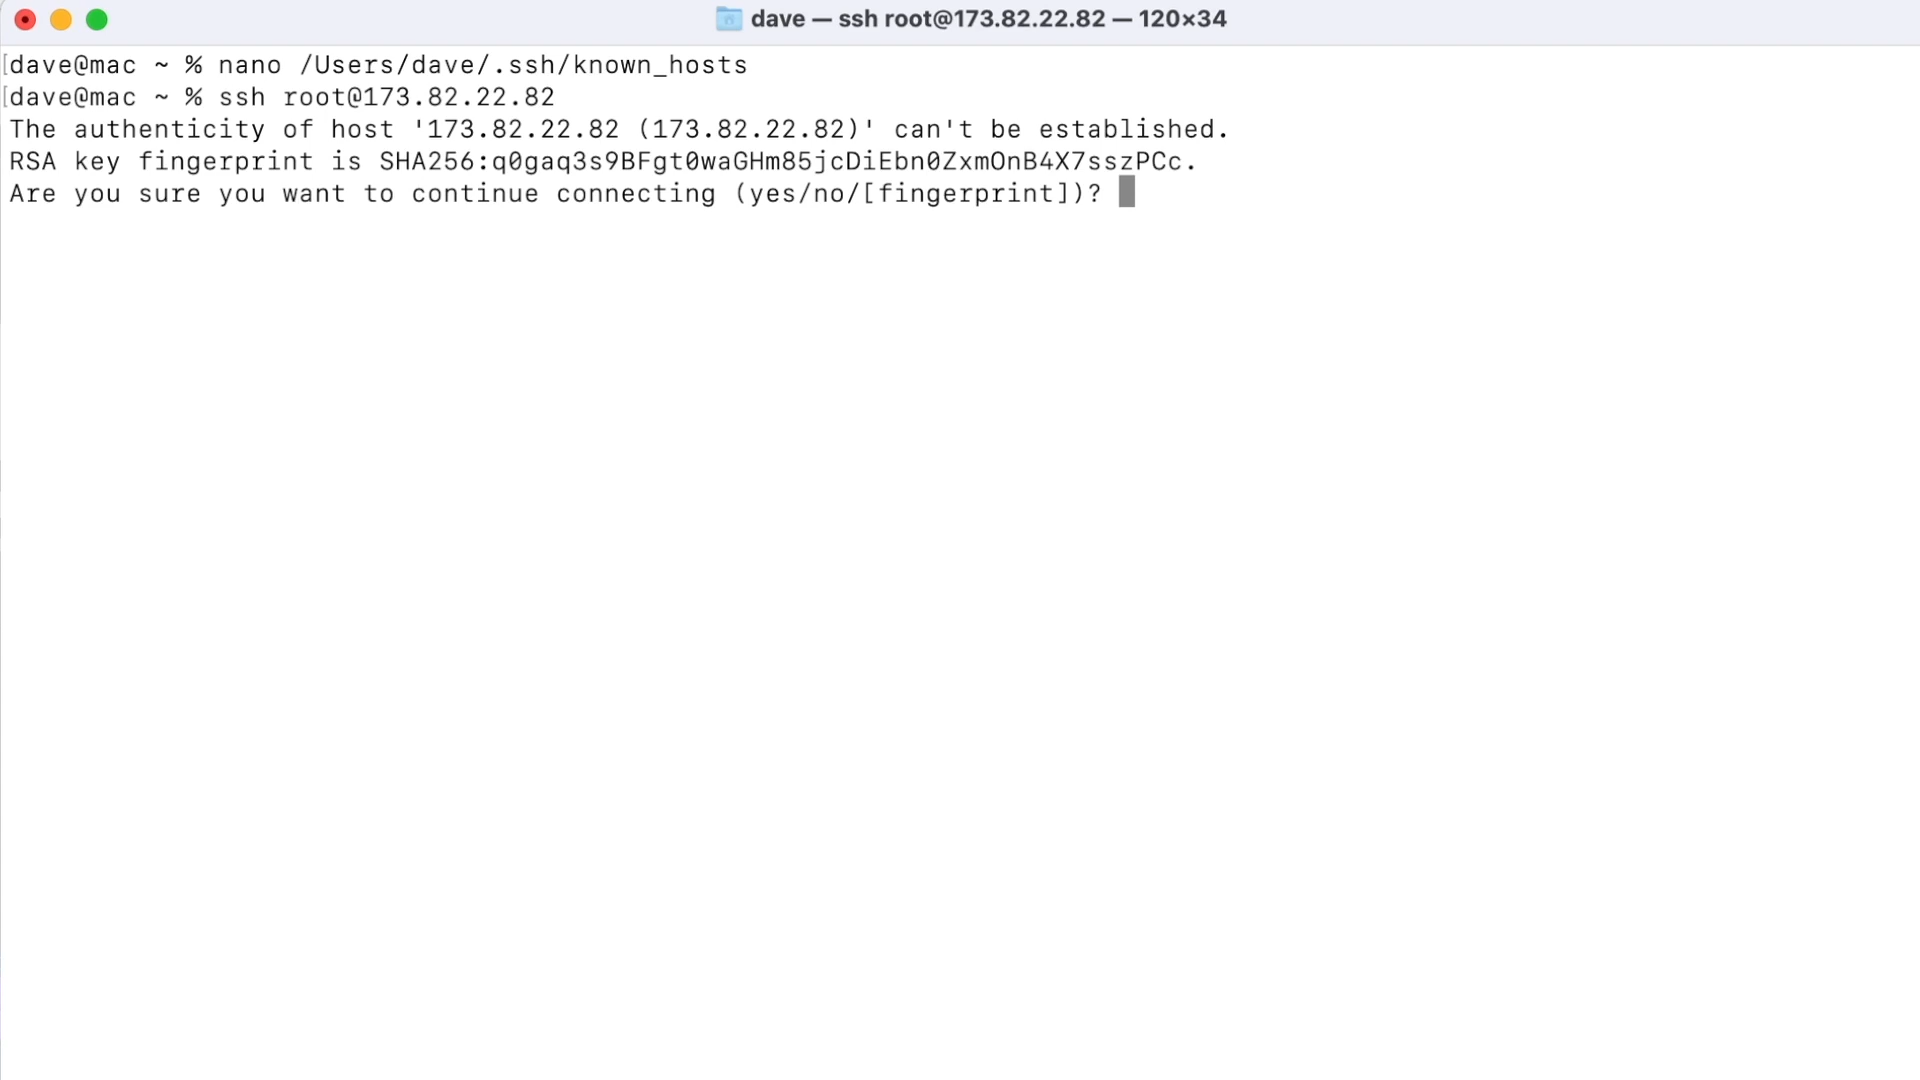 dave — ssh root@173.82.22.82 — 120×34
[dave@mac ~ % nano /Users/dave/.ssh/known_hosts
[dave@mac ~ % ssh root@173.82.22.82
The authenticity of host '173.82.22.82 (173.82.22.82)' can't be established.
RSA key fingerprint is SHA256:q0gaq3s9BFgt0waGHm85jcDiEbn0ZxmOnB4X7sszPCc.
Are you sure you want to continue connecting (yes/no/[fingerprint])?